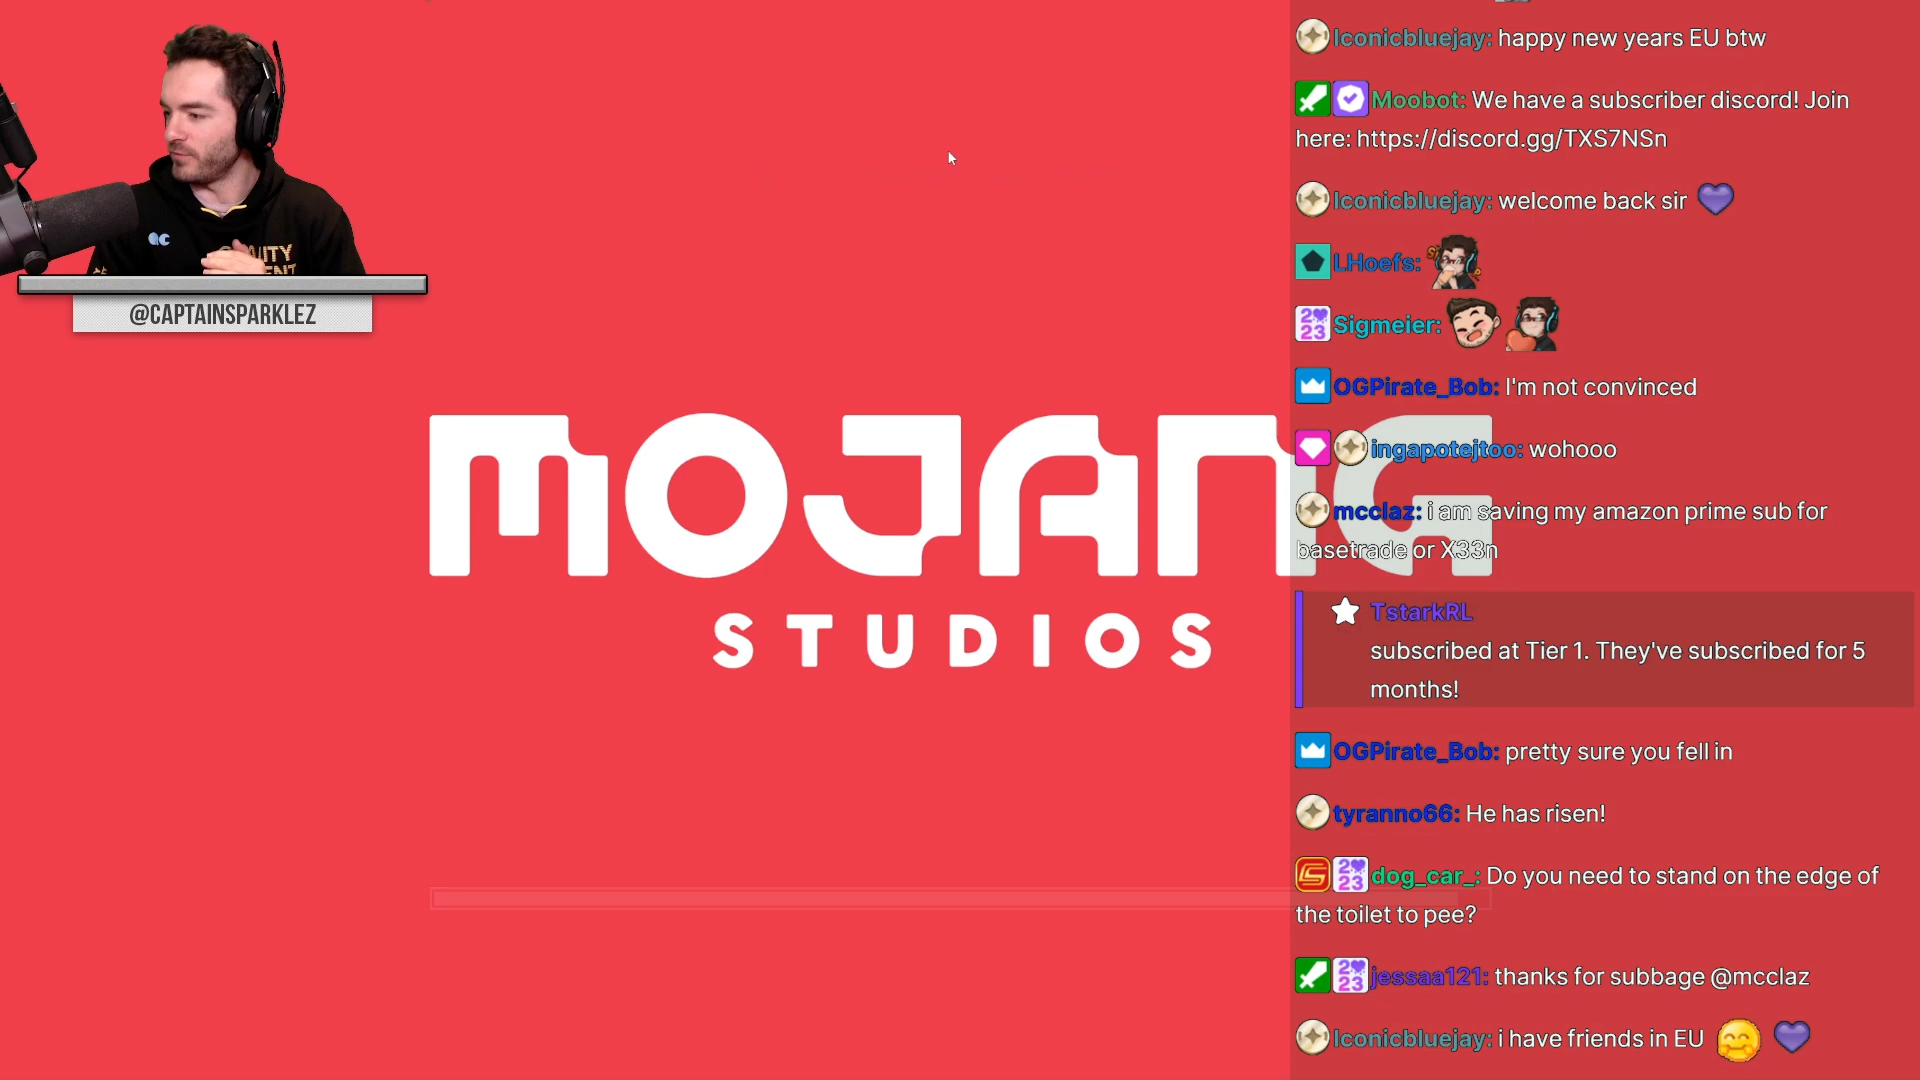 @CAPTAINSPARKLEZ
MOJANG
STUDIOS
Iconicbluejay: happy new years EU btw
Moobot: We have a subscriber discord! Join
here: https://discord.gg/TXS7NSn
Iconicbluejay: welcome back sir
LHoefs:
Sigmeier:
OGPirate_Bob: I'm not convinced
ingapotejtoo: wohooo
mcclaz: i am saving my amazon prime sub for
basetrade or X33n
TstarkRL
subscribed at Tier 1. They've subscribed for 5
months!
OGPirate_Bob: pretty sure you fell in
tyranno66: He has risen!
dog_car_: Do you need to stand on the edge of
the toilet to pee?
jessaa121: thanks for subbage @mcclaz
Iconicbluejay: i have friends in EU